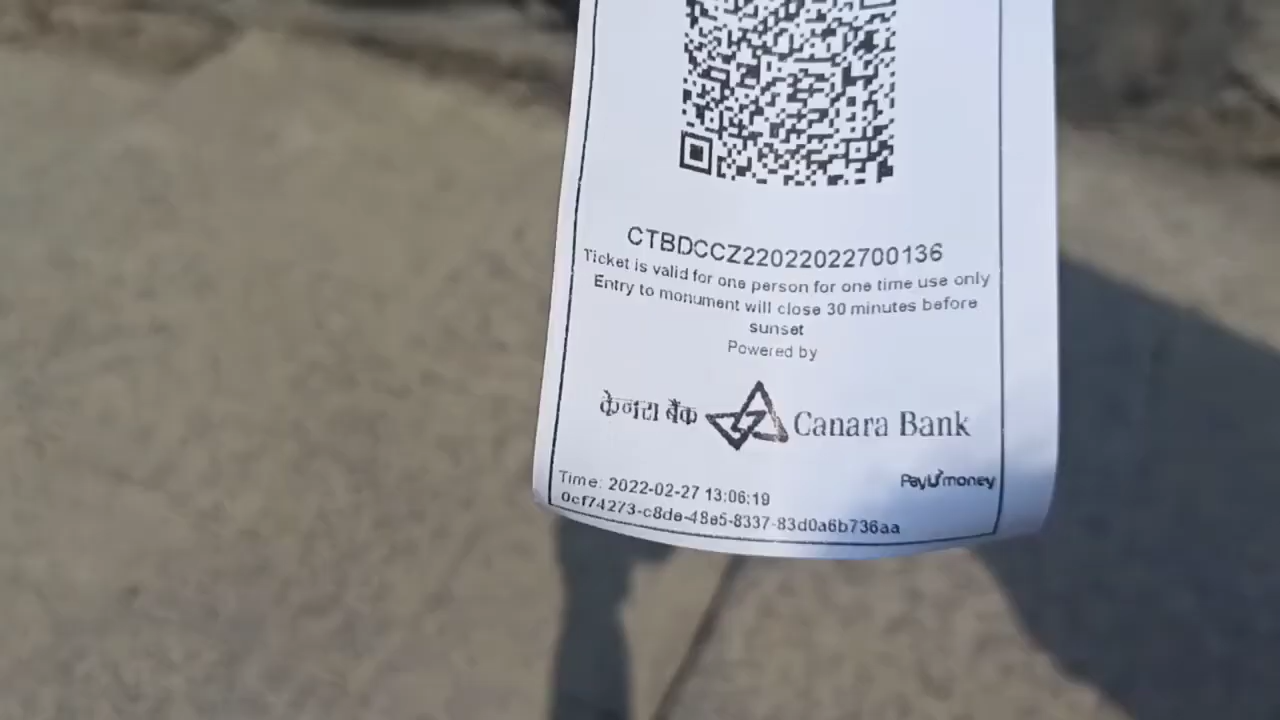 CTBDCCZ22022022700136
Ticket is valid for one person for one time use only
Entry to monument will close 30 minutes before
sunset
Powered by
केनरा बैंक Canara Bank
PayUmoney
Time: 2022-02-27 13:06:19
0cf74273-c8de-48e5-8337-83d0a6b736aa